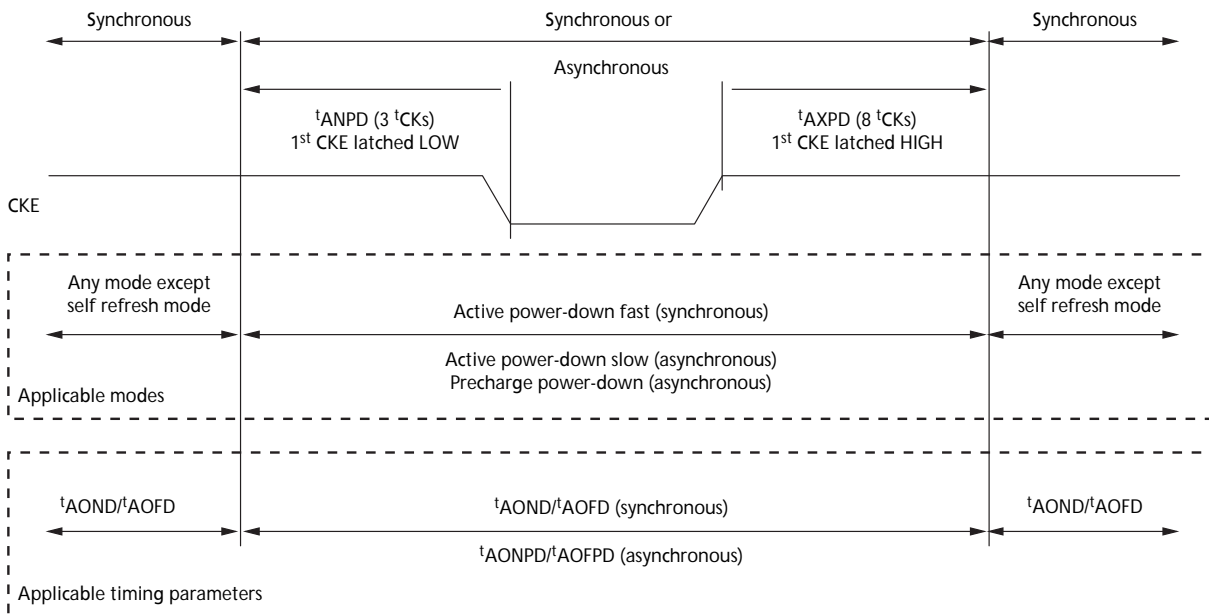 Synchronous
Synchronous or
Synchronous
Asynchronous
tANPD (3 tCKs)
1st CKE latched LOW
tAXPD (8 tCKs)
1st CKE latched HIGH
CKE
Any mode except
self refresh mode
Active power-down fast (synchronous)
Any mode except
self refresh mode
Active power-down slow (asynchronous)
Precharge power-down (asynchronous)
Applicable modes
tAOND/tAOFD
tAOND/tAOFD (synchronous)
tAOND/tAOFD
tAONPD/tAOFPD (asynchronous)
Applicable timing parameters